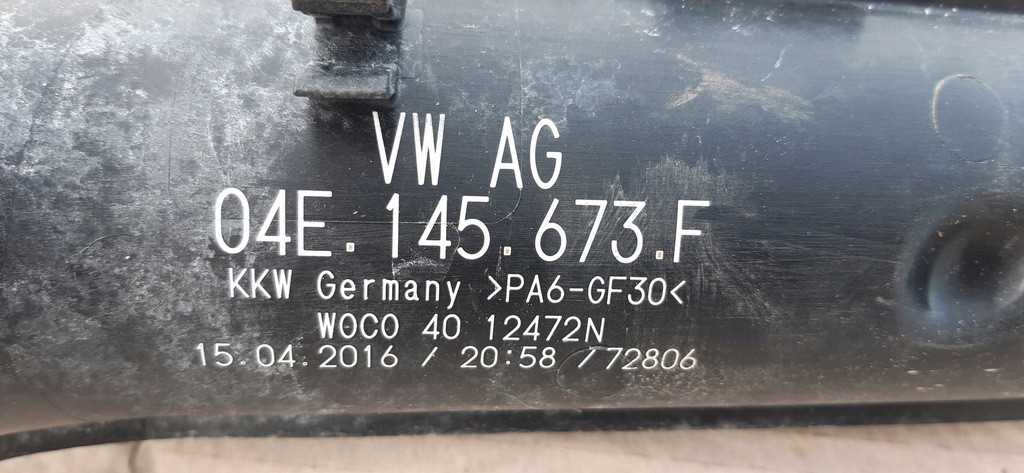 VW AG
04E.145.673.F
KKW Germany >PA6-GF30<
WOCO 40 12472N
15.04.2016 / 20:58 /72806